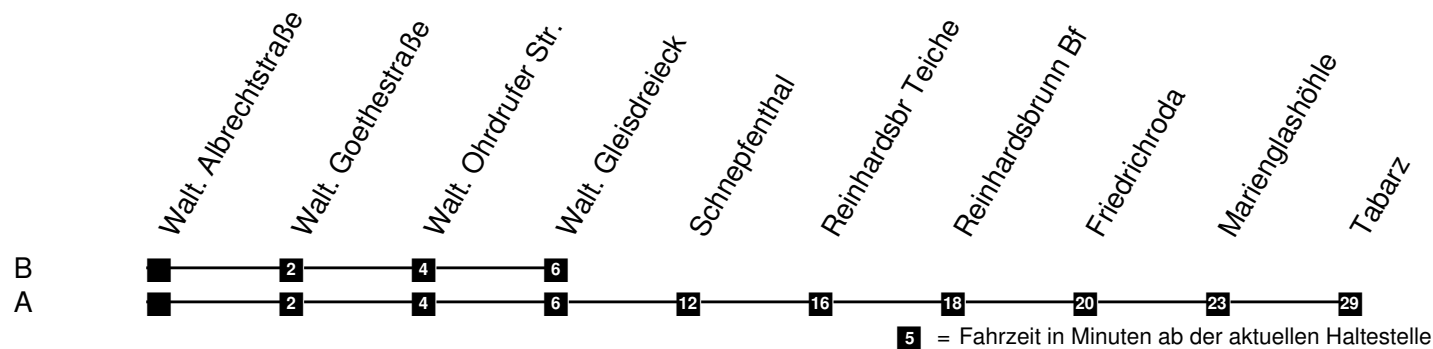 Walt. Albrechtstraße
Walt. Goethestraße
Walt. Ohrdrufer Str.
Walt. Gleisdreieck
Schnepfenthal
Reinhardsbr Teiche
Reinhardsbrunn Bf
Friedrichroda
Marienglashöhle
Tabarz
B 2 4 6
A 2 4 6 12 16 18 20 23 29
5 = Fahrzeit in Minuten ab der aktuellen Haltestelle